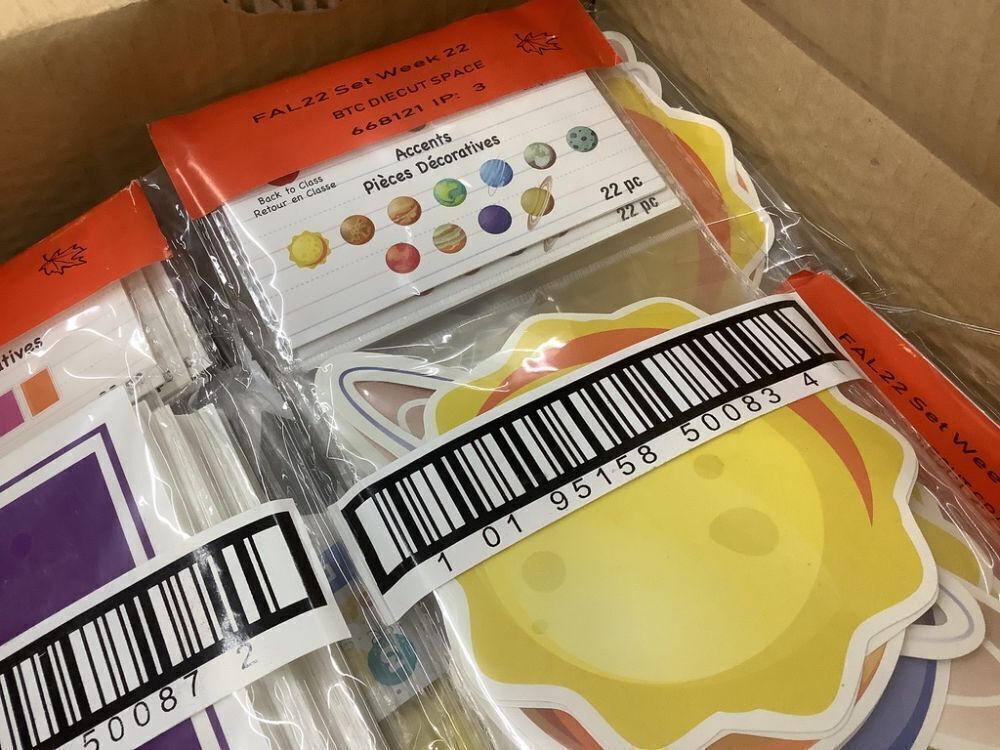 FAL22 Set Week 22
BTC DIECUT SPACE
668121 IP: 3
Accents
Pièces Décoratives
Back to Class
Retour en Classe
22 pc
22 pc
tives
1 01 95158 50083 4
50087 2
FAL22 Set Wee